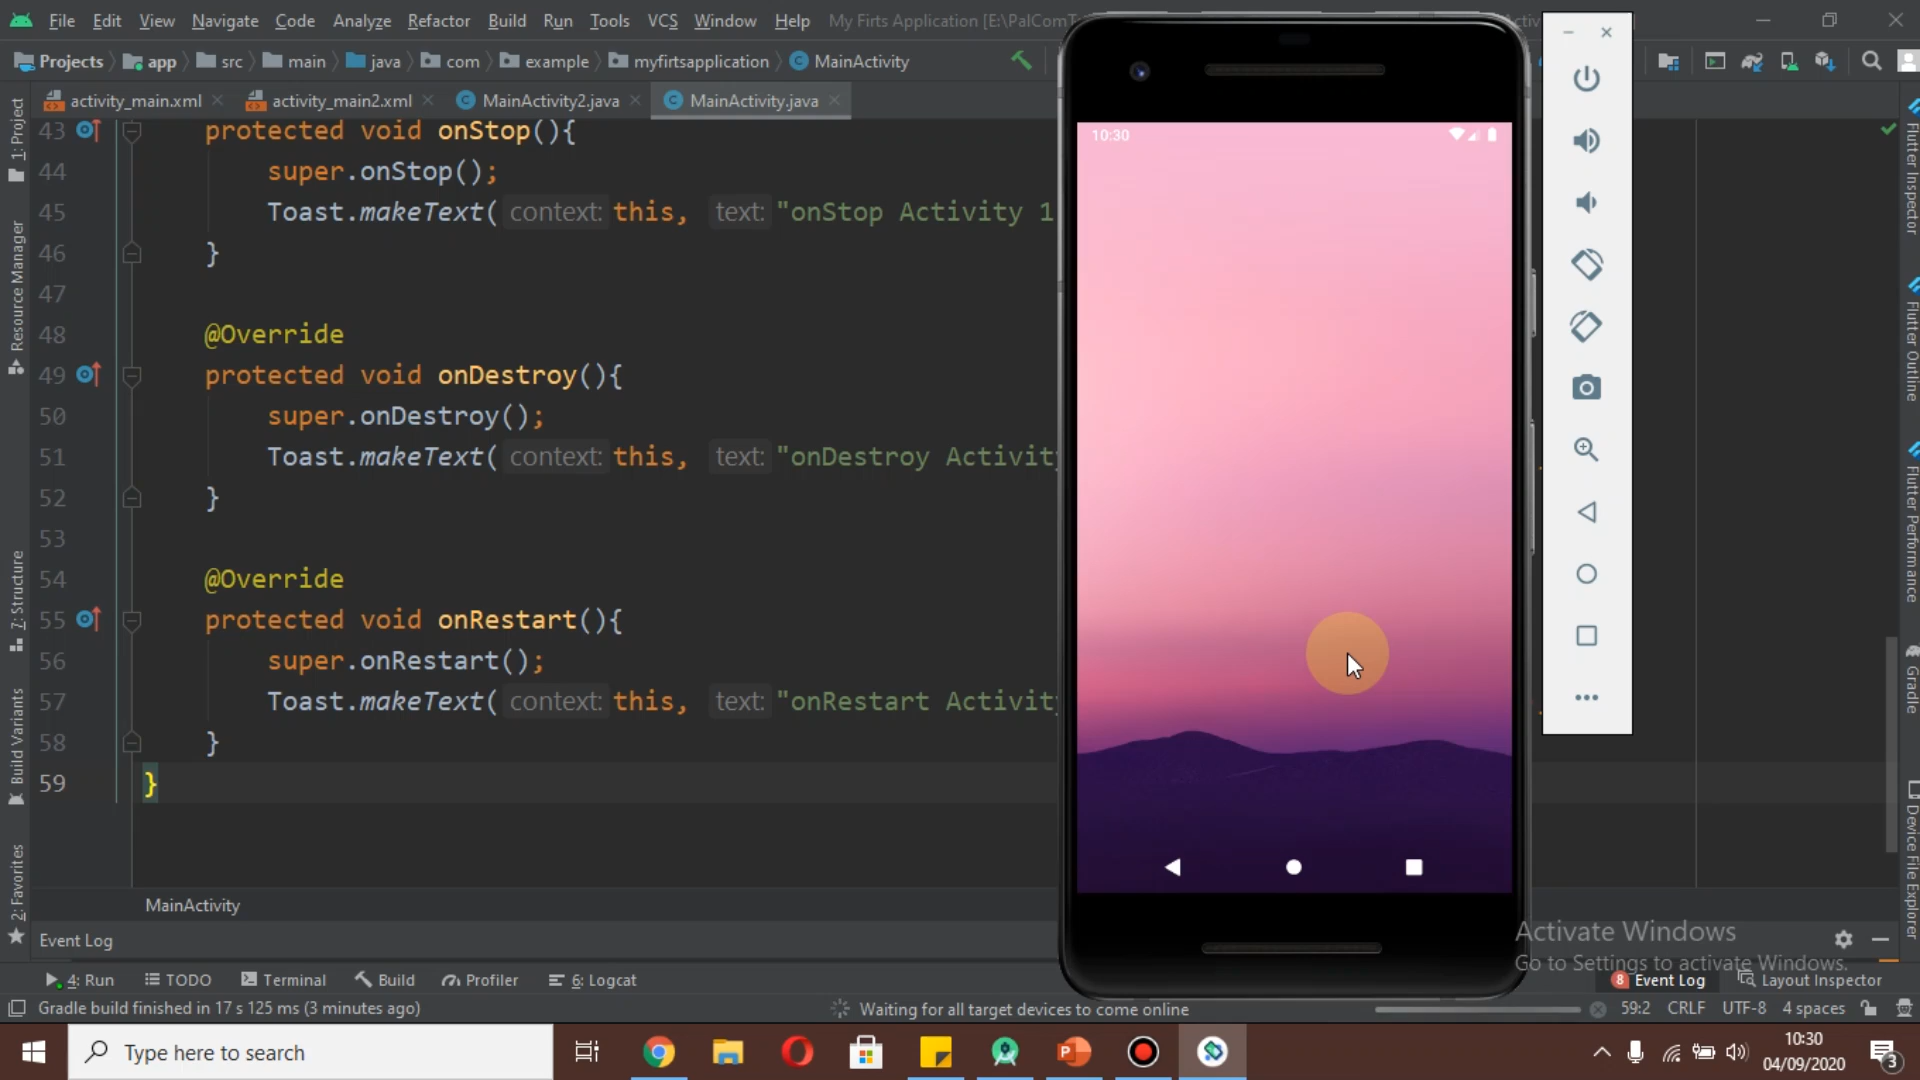 File Edit View Navigate Code Analyze Refactor Build Run Tools VCS Window Help My Firts Application [E:\PalComT
Projects app src main java com example myfirtsapplication MainActivity
activity_main.xml activity_main2.xml MainActivity2.java MainActivity.java
43 protected void onStop(){
44 super.onStop();
45 Toast.makeText( context: this, text: "onStop Activity 1
46 }
47
48 @Override
49 protected void onDestroy(){
50 super.onDestroy();
51 Toast.makeText( context: this, text: "onDestroy Activity
52 }
53
54 @Override
55 protected void onRestart(){
56 super.onRestart();
57 Toast.makeText( context: this, text: "onRestart Activity
58 }
59 }
MainActivity
Event Log
1: Project
Resource Manager
7: Structure
Build Variants
2: Favorites
10:30
Flutter Inspector
Flutter Outline
Flutter Performance
Gradle
Device File Explorer
Activate Windows
Go to Settings to activate Windows.
4: Run TODO Terminal Build Profiler 6: Logcat 8 Event Log Layout Inspector
Gradle build finished in 17 s 125 ms (3 minutes ago) Waiting for all target devices to come online 59:2 CRLF UTF-8 4 spaces
Type here to search
10:30
04/09/2020
3